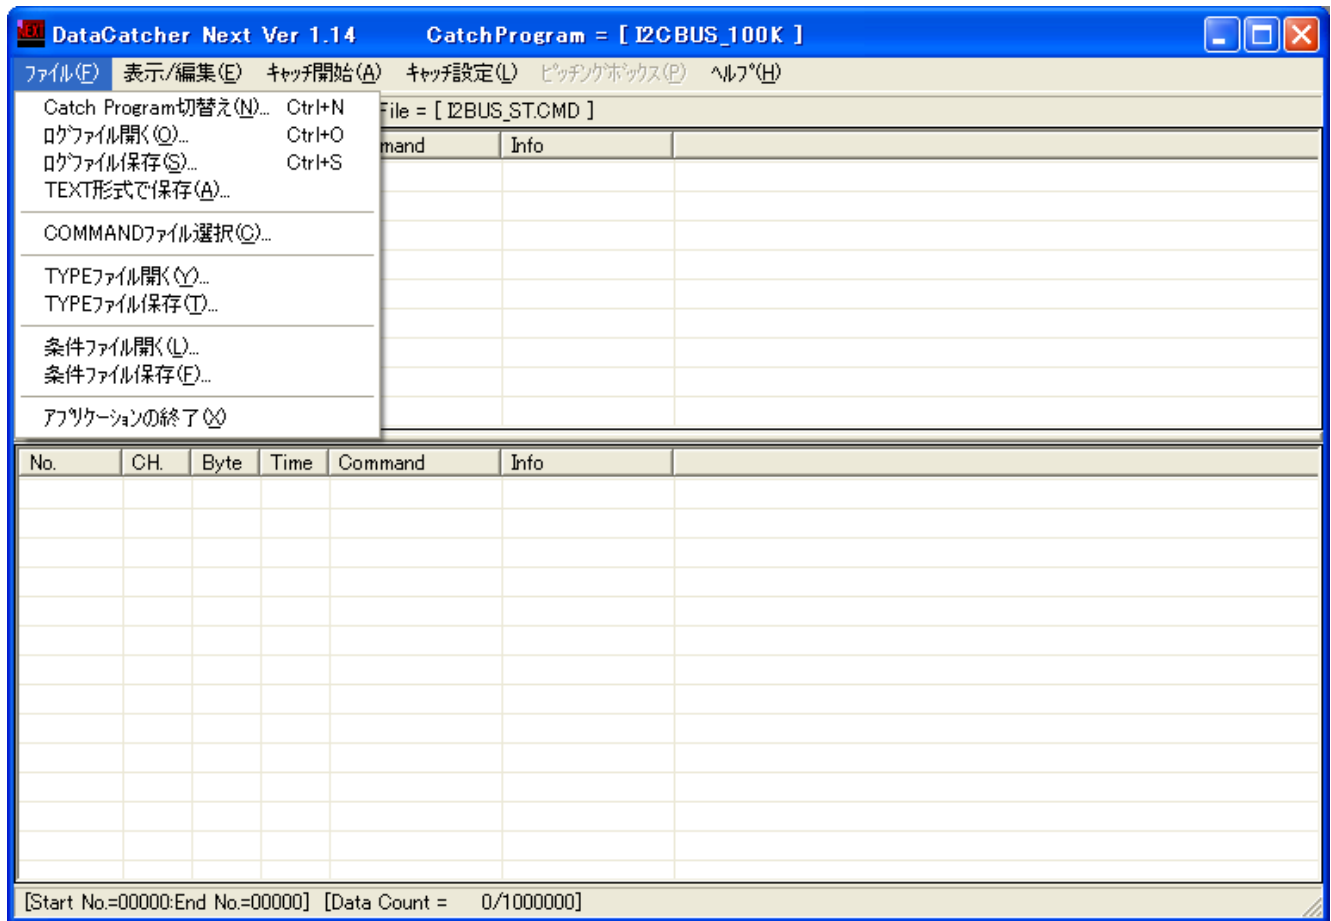 NEXT DataCatcher Next Ver 1.14 CatchProgram = [ I2CBUS_100K ]
ﾌｧｲﾙ(F) 表示/編集(E) ｷｬｯﾁ開始(A) ｷｬｯﾁ設定(L) ﾋﾟｯﾁﾝｸﾞﾎﾞｯｸｽ(P) ﾍﾙﾌﾟ(H)
File = [ I2BUS_ST.CMD ]
Catch Program切替え(N)... Ctrl+N
ﾛｸﾞﾌｧｲﾙ開く(O)... Ctrl+O
ﾛｸﾞﾌｧｲﾙ保存(S)... Ctrl+S
TEXT形式で保存(A)...
COMMANDﾌｧｲﾙ選択(C)...
TYPEﾌｧｲﾙ開く(Y)...
TYPEﾌｧｲﾙ保存(T)...
条件ﾌｧｲﾙ開く(L)...
条件ﾌｧｲﾙ保存(F)...
ｱﾌﾟﾘｹｰｼｮﾝの終了(X)
mand Info
No. CH. Byte Time Command Info
[Start No.=00000:End No.=00000] [Data Count = 0/1000000]